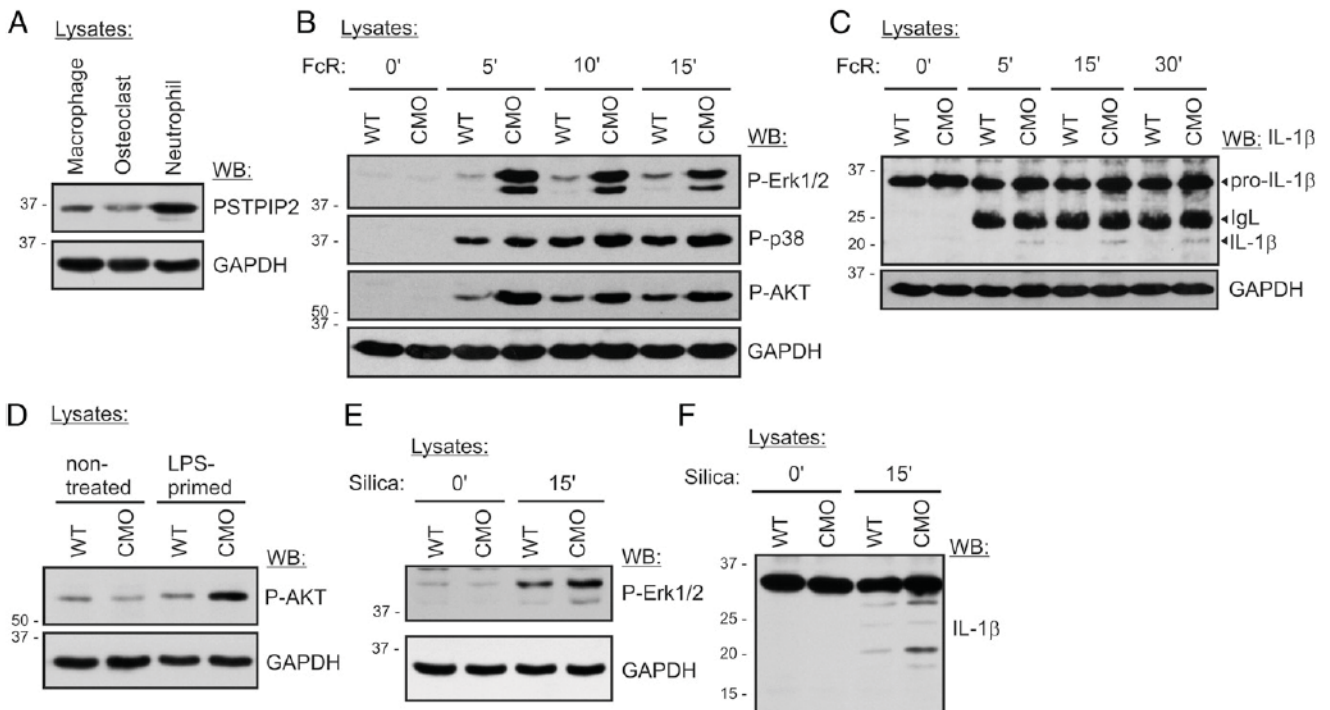 A
Lysates:
Macrophage
Osteoclast
Neutrophil
WB:
37 -
PSTPIP2
37 -
GAPDH
B
Lysates:
FcR: 0' 5' 10' 15'
WT CMO WT CMO WT CMO WT CMO
WB:
P-Erk1/2
37 -
37 -
P-p38
P-AKT
50 -
37 -
GAPDH
C
Lysates:
FcR: 0' 5' 15' 30'
WT CMO WT CMO WT CMO WT CMO
WB: IL-1β
37 -
pro-IL-1β
25 -
IgL
20 -
IL-1β
37 -
GAPDH
D
Lysates:
non-
treated
LPS-
primed
WT CMO WT CMO
WB:
P-AKT
50 -
37 -
GAPDH
E
Lysates:
Silica: 0' 15'
WT CMO WT CMO
WB:
P-Erk1/2
37 -
37 -
GAPDH
F
Lysates:
Silica: 0' 15'
WT CMO WT CMO
WB:
37 -
25 -
25 -
IL-1β
20 -
15 -